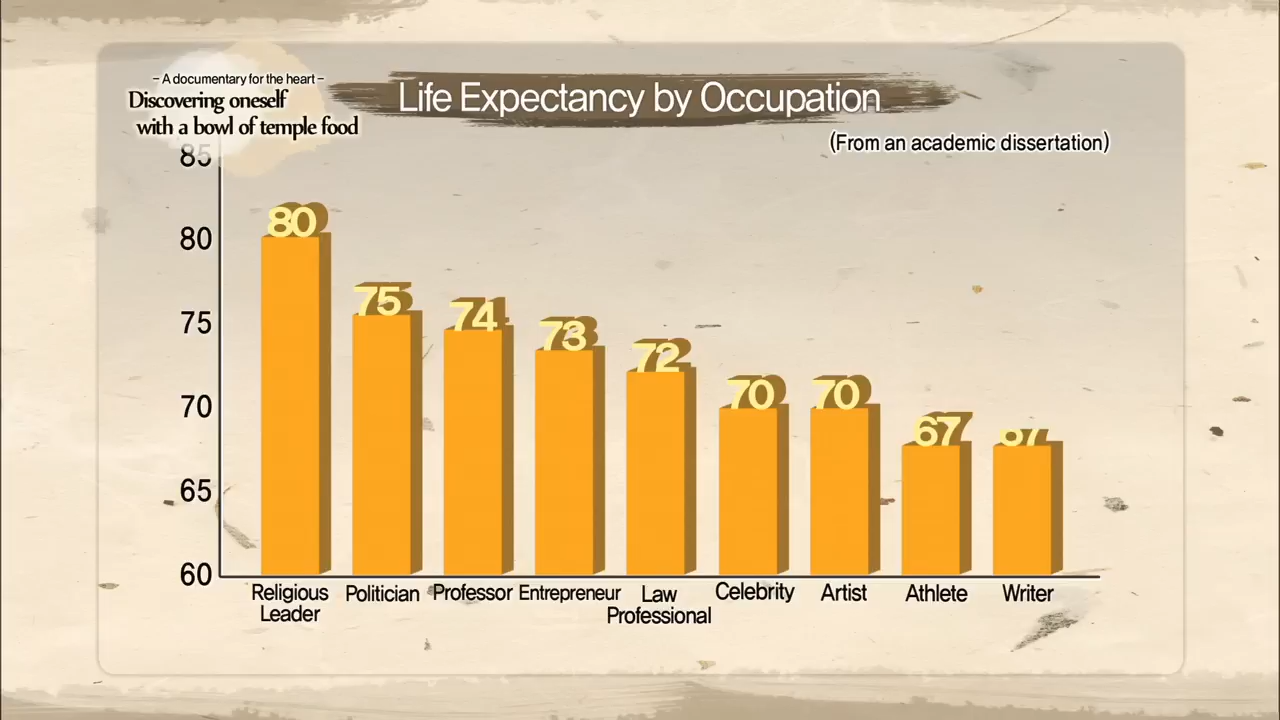 – A documentary for the heart –
Discovering oneself
with a bowl of temple food
Life Expectancy by Occupation
(From an academic dissertation)
85
80
75
70
65
60
80
75
74
73
72
70
70
67
67
Religious
Leader
Politician
Professor
Entrepreneur
Law
Professional
Celebrity
Artist
Athlete
Writer